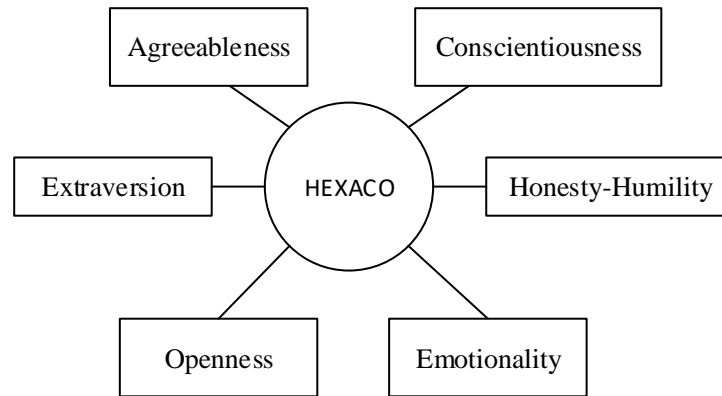 Agreeableness
Conscientiousness
Extraversion
HEXACO
Honesty-Humility
Openness
Emotionality